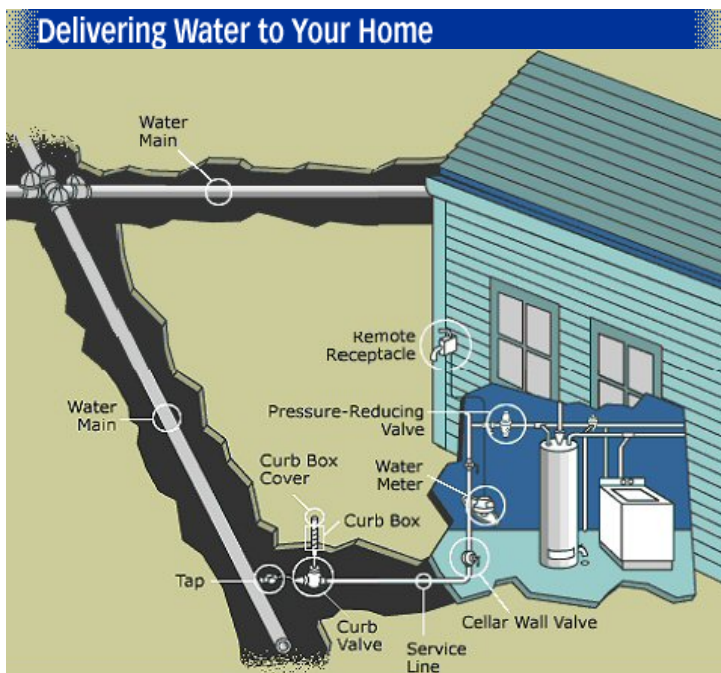 Delivering Water to Your Home
Water
Main
Remote
Receptacle
Water
Main
Pressure-Reducing
Valve
Curb Box
Cover
Water
Meter
Curb Box
Tap
Curb
Valve
Cellar Wall Valve
Service
Line